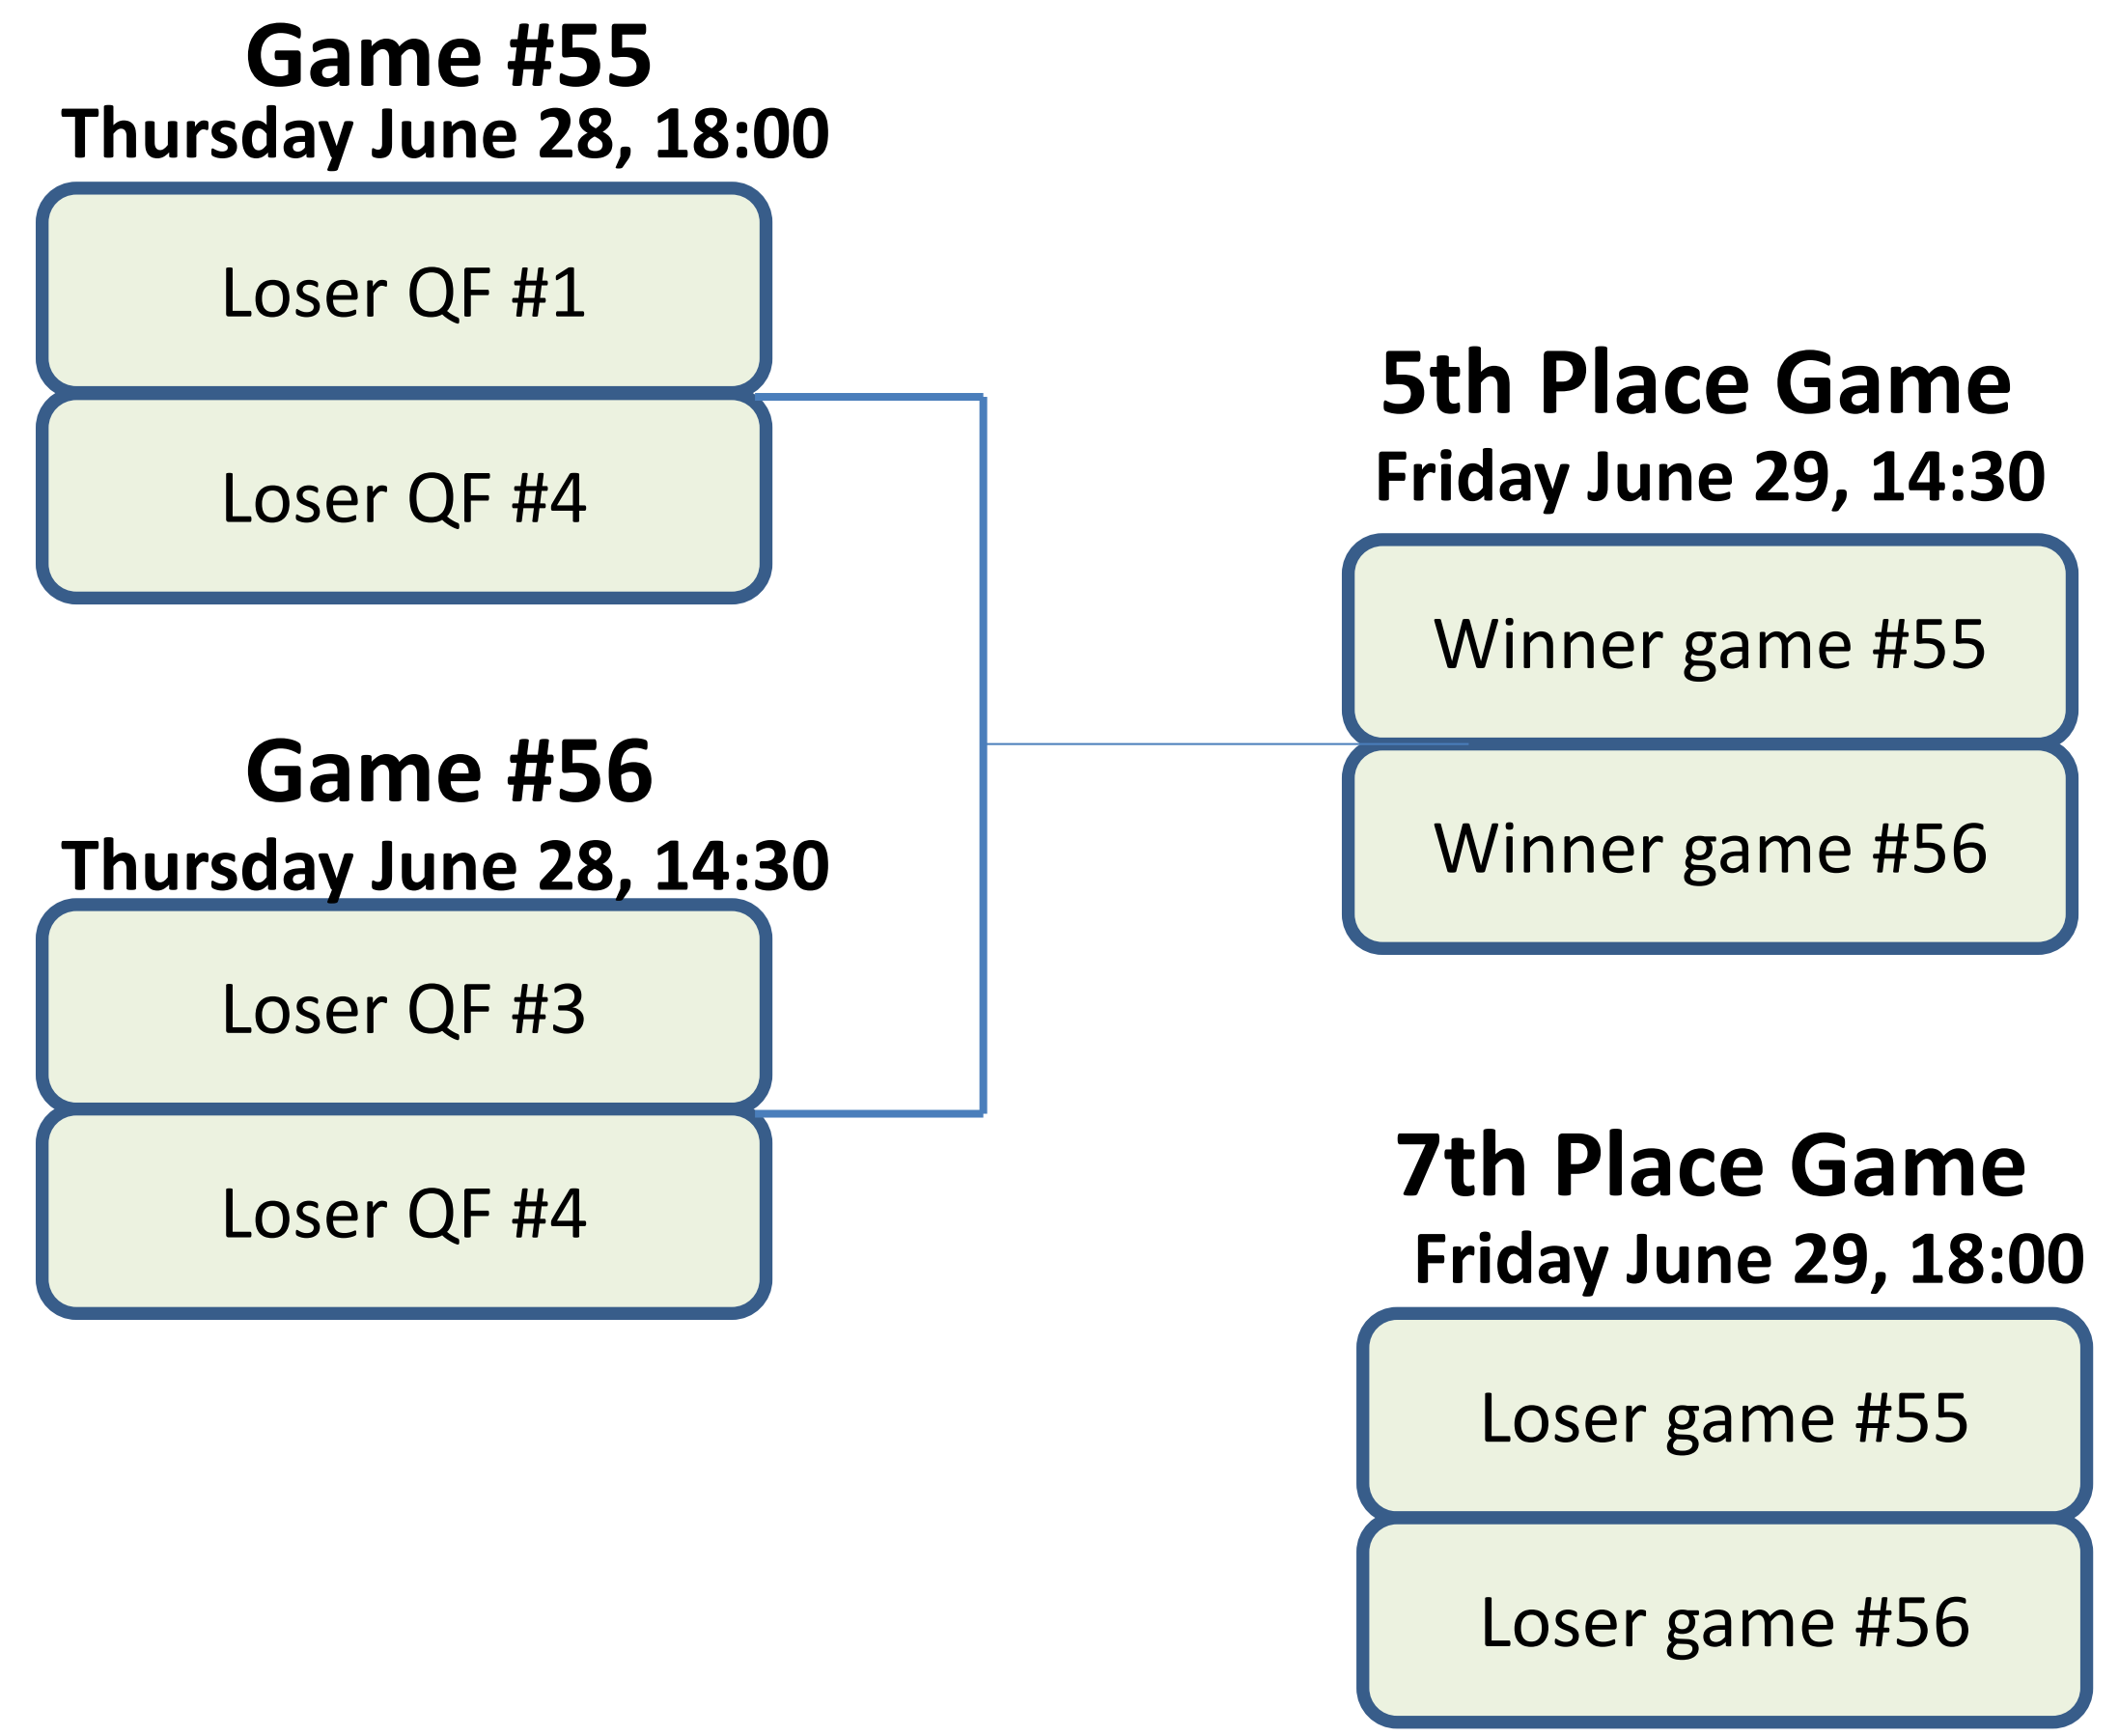 Game #55
Thursday June 28, 18:00
Loser QF #1
Loser QF #4
Game #56
Thursday June 28, 14:30
Loser QF #3
Loser QF #4
5th Place Game
Friday June 29, 14:30
Winner game #55
Winner game #56
7th Place Game
Friday June 29, 18:00
Loser game #55
Loser game #56